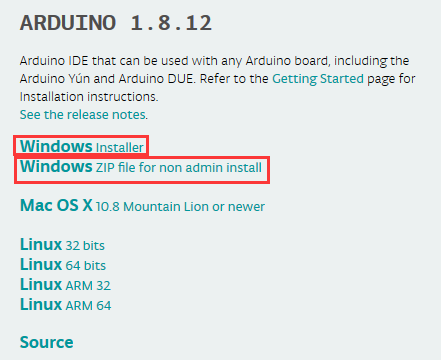 ARDUINO 1.8.12
Arduino IDE that can be used with any Arduino board, including the
Arduino Yún and Arduino DUE. Refer to the Getting Started page for
Installation instructions.
See the release notes.
Windows Installer
Windows ZIP file for non admin install
Mac OS X 10.8 Mountain Lion or newer
Linux 32 bits
Linux 64 bits
Linux ARM 32
Linux ARM 64
Source